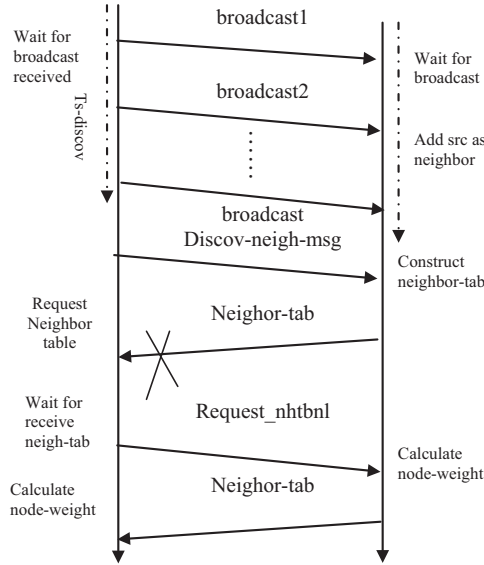 broadcast1
Wait for
broadcast
received
Wait for
broadcast
Ts-discov
broadcast2
Add src as
neighbor
broadcast
Discov-neigh-msg
Construct
neighbor-tab
Request
Neighbor
table
Neighor-tab
Wait for
receive
neigh-tab
Request_nhtbnl
Calculate
node-weight
Calculate
node-weight
Neighor-tab